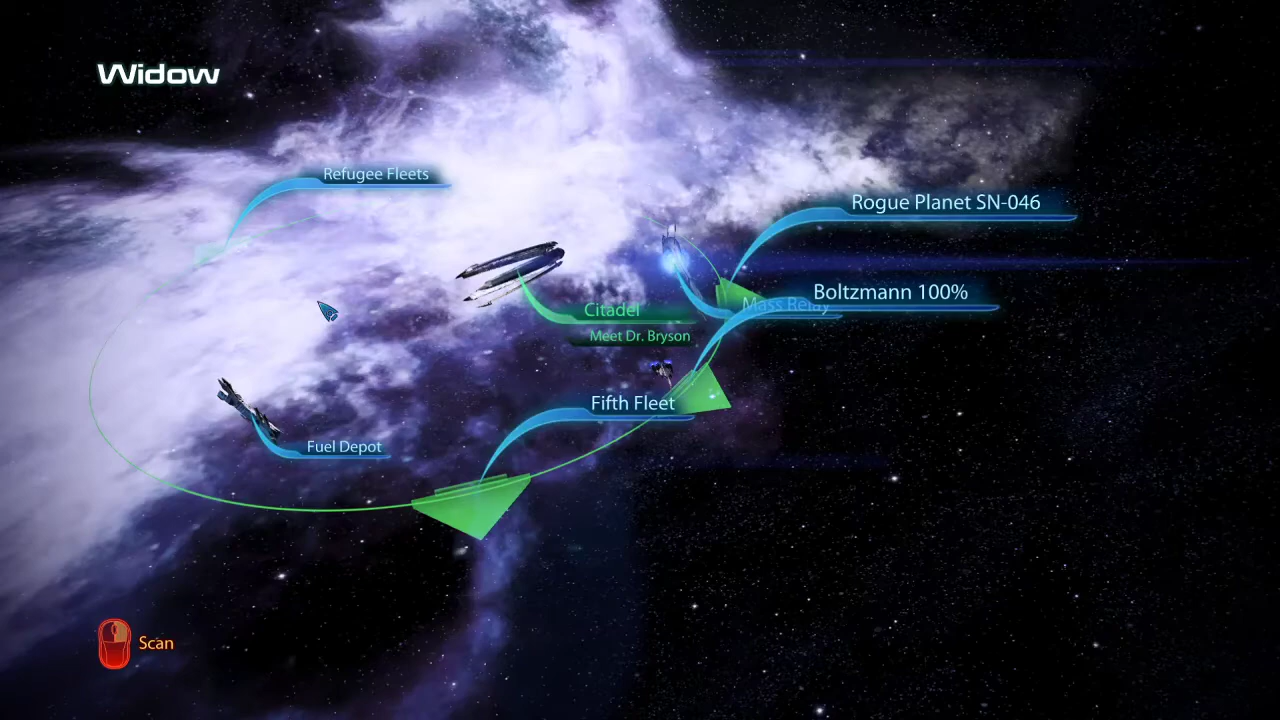 Widow
Refugee Fleets
Rogue Planet SN-046
Boltzmann 100%
Mass Relay
Citadel
Meet Dr. Bryson
Fifth Fleet
Fuel Depot
Scan